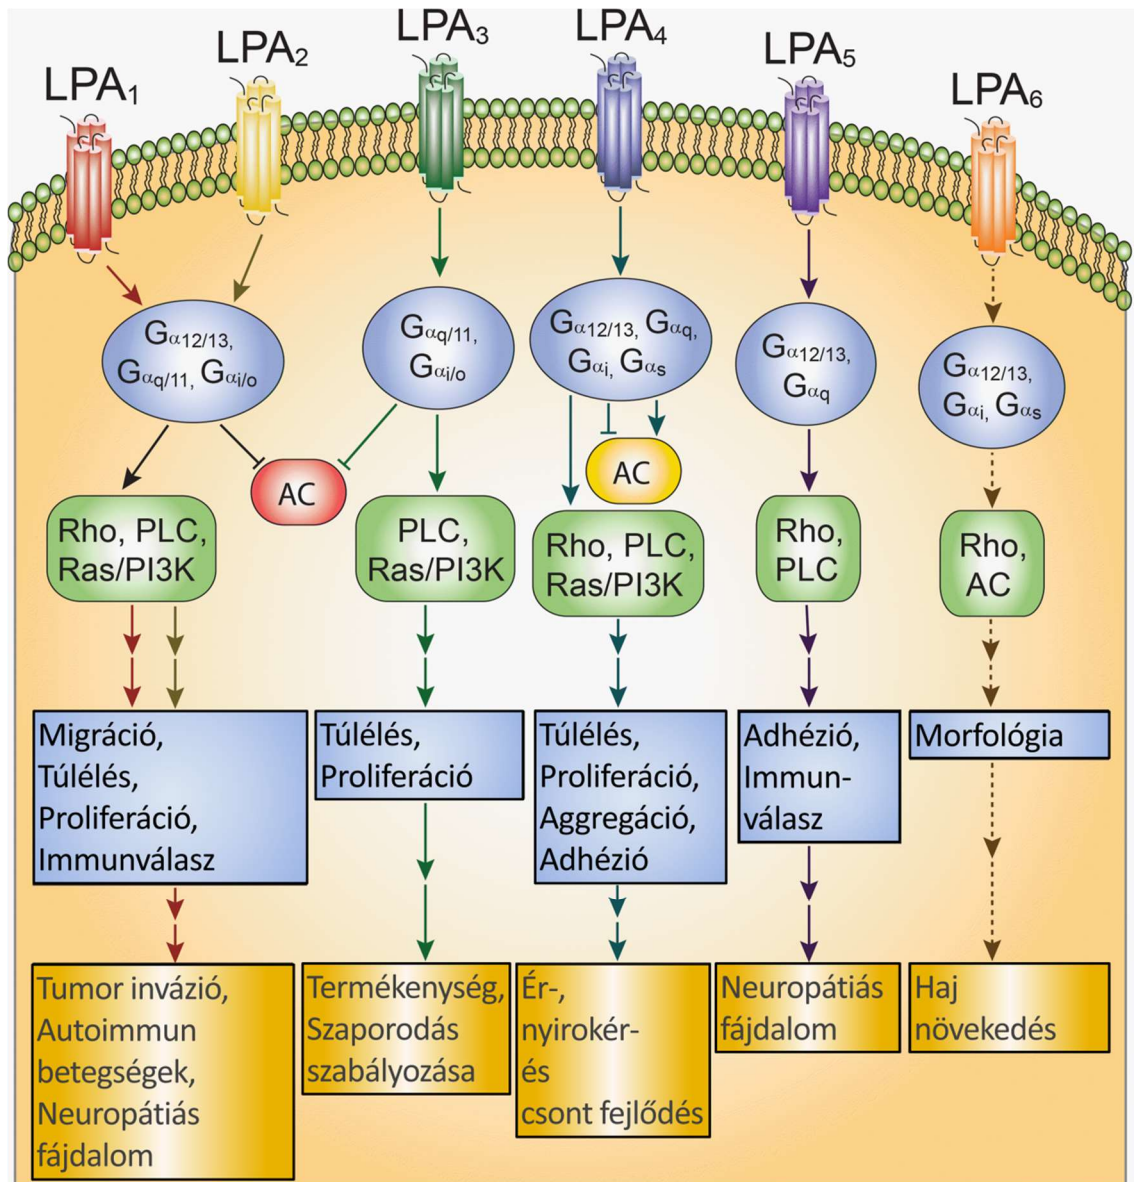 LPA1
LPA2
LPA3
LPA4
LPA5
LPA6
Gα12/13,
Gαq/11, Gαi/o
Gαq/11,
Gαi/o
Gα12/13, Gαq,
Gαi, Gαs
Gα12/13,
Gαq
Gα12/13,
Gαi, Gαs
AC
AC
Rho, PLC,
Ras/PI3K
PLC,
Ras/PI3K
Rho, PLC,
Ras/PI3K
Rho,
PLC
Rho,
AC
Migráció,
Túlélés,
Proliferáció,
Immunválasz
Túlélés,
Proliferáció
Túlélés,
Proliferáció,
Aggregáció,
Adhézió
Adhézió,
Immun-
válasz
Morfológia
Tumor invázió,
Autoimmun
betegségek,
Neuropátiás
fájdalom
Termékenység,
Szaporodás
szabályozása
Ér-,
nyirokér-
és
csont fejlődés
Neuropátiás
fájdalom
Haj
növekedés